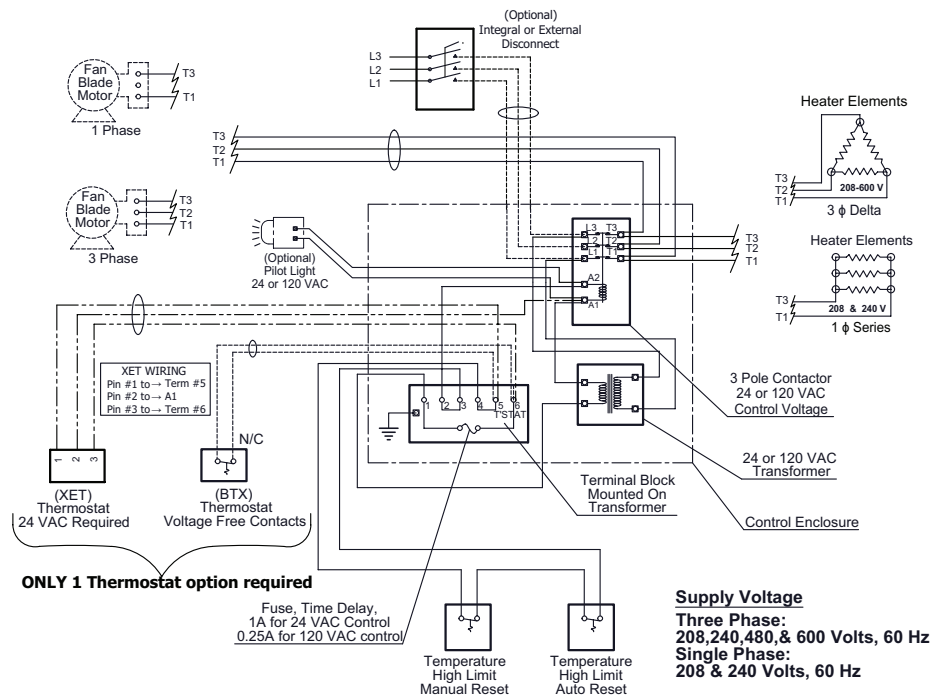 (Optional)
Integral or External
Disconnect
L3
L2
L1
Fan
Blade
Motor
T3
T1
1 Phase
T3
T2
T1
Fan
Blade
Motor
T3
T2
T1
3 Phase
(Optional)
Pilot Light
24 or 120 VAC
L3 T3
L2 T2
L1 T1
A2
A1
T3
T2
T1
Heater Elements
T3
T2
T1
208-600 V
3 ϕ Delta
Heater Elements
T3
T1
208 & 240 V
1 ϕ Series
XET WIRING
Pin #1 to→ Term #5
Pin #2 to→ A1
Pin #3 to→ Term #6
1 2 3
(XET)
Thermostat
24 VAC Required
N/C
(BTX)
Thermostat
Voltage Free Contacts
ONLY 1 Thermostat option required
1 2 3 4 5 6
T'STAT
3 Pole Contactor
24 or 120 VAC
Control Voltage
24 or 120 VAC
Transformer
Terminal Block
Mounted On
Transformer
Control Enclosure
Fuse, Time Delay,
1A for 24 VAC Control
0.25A for 120 VAC control
Temperature
High Limit
Manual Reset
Temperature
High Limit
Auto Reset
Supply Voltage
Three Phase:
208,240,480,& 600 Volts, 60 Hz
Single Phase:
208 & 240 Volts, 60 Hz